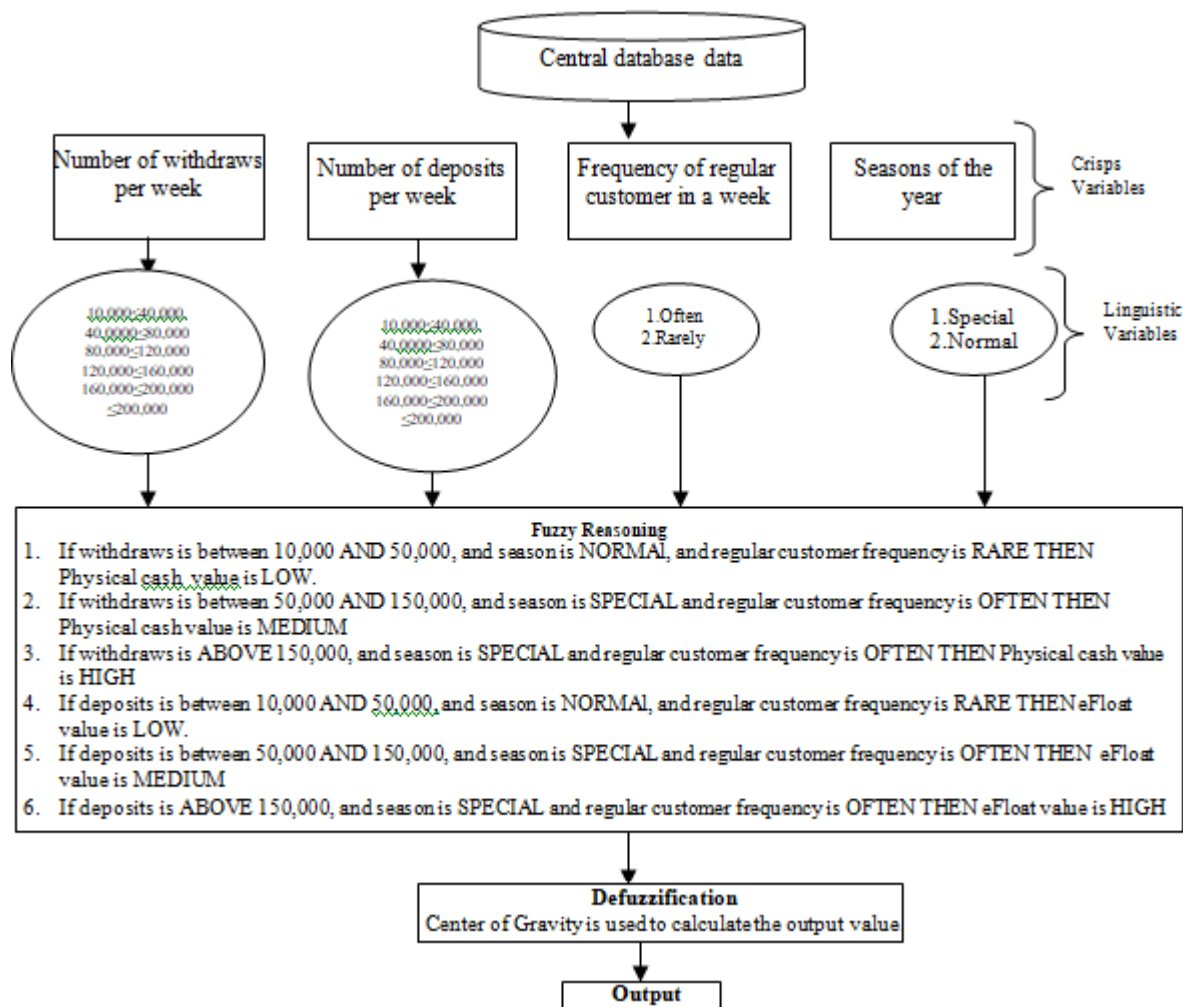 Central database data
Number of withdraws
per week
Number of deposits
per week
Frequency of regular
customer in a week
Seasons of the
year
Crisps
Variables
10,000≤40,000,
40,0000≤80,000
80,000≤120,000
120,000≤160,000
160,000≤200,000
≤200,000
10,000≤40,000,
40,0000≤80,000
80,000≤120,000
120,000≤160,000
160,000≤200,000
≤200,000
1.Often
2.Rarely
1.Special
2.Normal
Linguistic
Variables
Fuzzy Reasoning
1. If withdraws is between 10,000 AND 50,000, and season is NORMAl, and regular customer frequency is RARE THEN
Physical cash value is LOW.
2. If withdraws is between 50,000 AND 150,000, and season is SPECIAL and regular customer frequency is OFTEN THEN
Physical cash value is MEDIUM
3. If withdraws is ABOVE 150,000, and season is SPECIAL and regular customer frequency is OFTEN THEN Physical cash value
is HIGH
4. If deposits is between 10,000 AND 50,000, and season is NORMAl, and regular customer frequency is RARE THEN eFloat
value is LOW.
5. If deposits is between 50,000 AND 150,000, and season is SPECIAL and regular customer frequency is OFTEN THEN eFloat
value is MEDIUM
6. If deposits is ABOVE 150,000, and season is SPECIAL and regular customer frequency is OFTEN THEN eFloat value is HIGH
Defuzzification
Center of Gravity is used to calculate the output value
Output